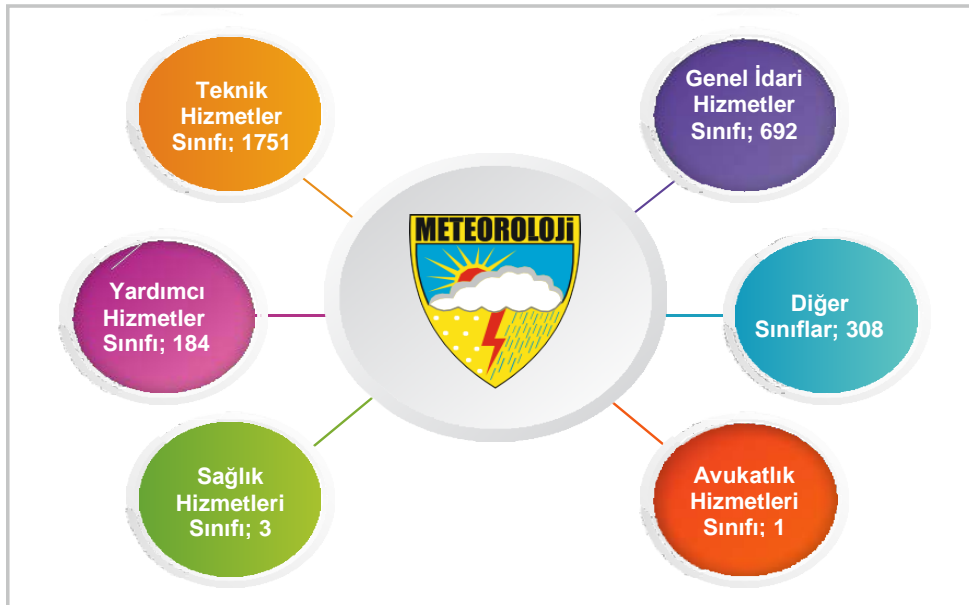 Teknik
Hizmetler
Sınıfı; 1751
Genel İdari
Hizmetler
Sınıfı; 692
METEOROLOJi
Yardımcı
Hizmetler
Sınıfı; 184
Diğer
Sınıflar; 308
Sağlık
Hizmetleri
Sınıfı; 3
Avukatlık
Hizmetleri
Sınıfı; 1